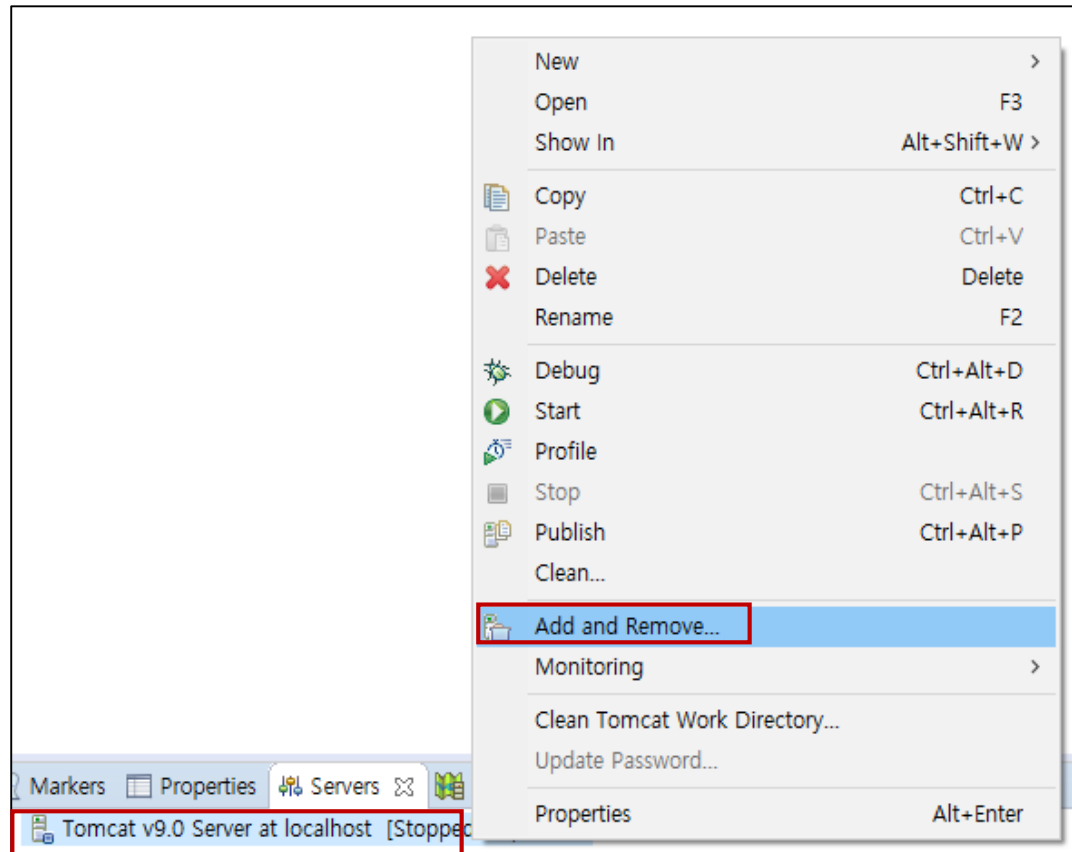 New
Open F3
Show In Alt+Shift+W
Copy Ctrl+C
Paste Ctrl+V
Delete Delete
Rename F2
Debug Ctrl+Alt+D
Start Ctrl+Alt+R
Profile
Stop Ctrl+Alt+S
Publish Ctrl+Alt+P
Clean...
Add and Remove...
Monitoring
Clean Tomcat Work Directory...
Update Password...
Properties Alt+Enter
Markers Properties Servers
Tomcat v9.0 Server at localhost [Stopped